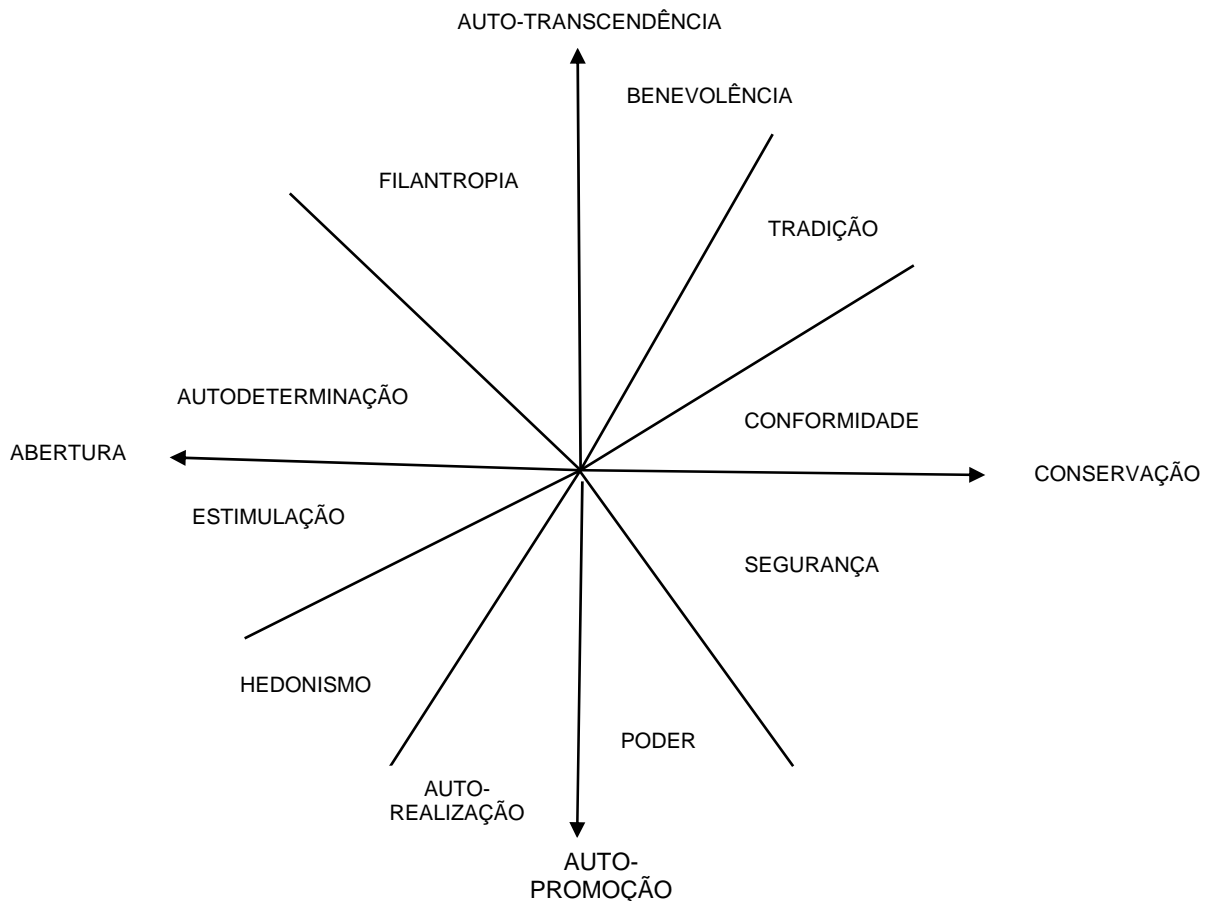 AUTO-TRANSCENDÊNCIA
BENEVOLÊNCIA
FILANTROPIA
TRADIÇÃO
AUTODETERMINAÇÃO
CONFORMIDADE
ABERTURA
CONSERVAÇÃO
ESTIMULAÇÃO
SEGURANÇA
HEDONISMO
PODER
AUTO-
REALIZAÇÃO
AUTO-
PROMOÇÃO